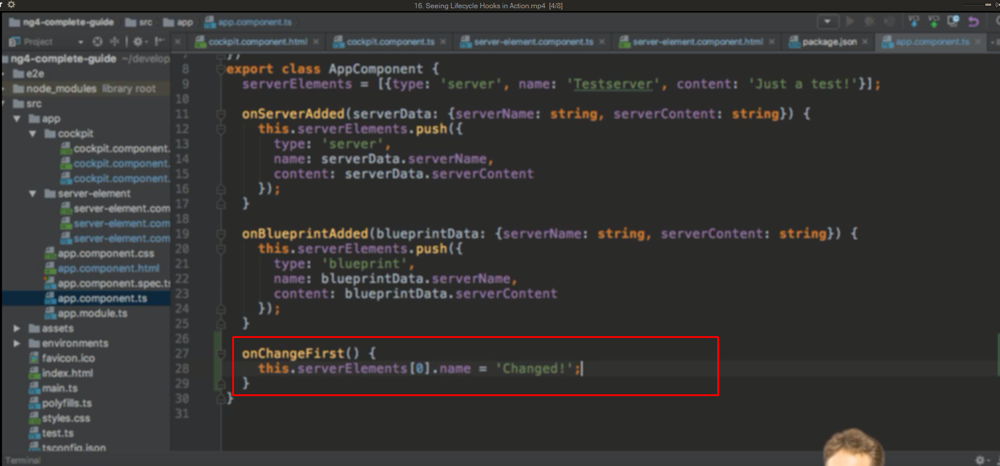 16. Seeing Lifecycle Hooks in Action.mp4 [4/8]
ng4-complete-guide src app app.component.ts
Project
cockpit.component.html cockpit.component.ts server-element.component.ts server-element.component.html package.json app.component.ts
ng4-complete-guide ~/develop
e2e
node_modules library root
src
app
cockpit
cockpit.component.
cockpit.component.
cockpit.component.
server-element
server-element.com
server-element.com
server-element.com
app.component.css
app.component.html
app.component.spec.ts
app.component.ts
app.module.ts
assets
environments
favicon.ico
index.html
main.ts
polyfills.ts
styles.css
test.ts
tsconfig.json
7 })
8 export class AppComponent {
9 serverElements = [{type: 'server', name: 'Testserver', content: 'Just a test!'}];
10
11 onServerAdded(serverData: {serverName: string, serverContent: string}) {
12 this.serverElements.push({
13 type: 'server',
14 name: serverData.serverName,
15 content: serverData.serverContent
16 });
17 }
18
19 onBlueprintAdded(blueprintData: {serverName: string, serverContent: string}) {
20 this.serverElements.push({
21 type: 'blueprint',
22 name: blueprintData.serverName,
23 content: blueprintData.serverContent
24 });
25 }
26
27 onChangeFirst() {
28 this.serverElements[0].name = 'Changed!';
29 }
30 }
31
Terminal